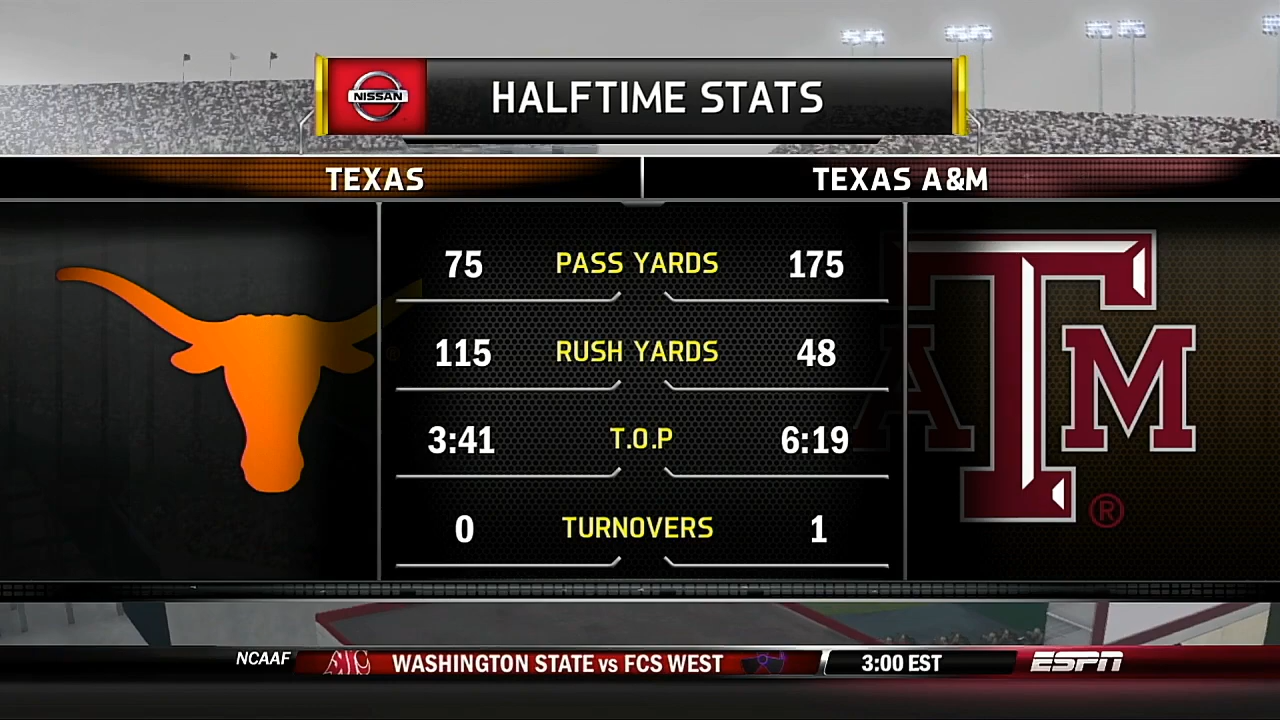 NISSAN
HALFTIME STATS
TEXAS
TEXAS A&M
75 PASS YARDS 175
115 RUSH YARDS 48
3:41 T.O.P 6:19
0 TURNOVERS 1
ATM
®
NCAAF WASHINGTON STATE vs FCS WEST 3:00 EST ESPN